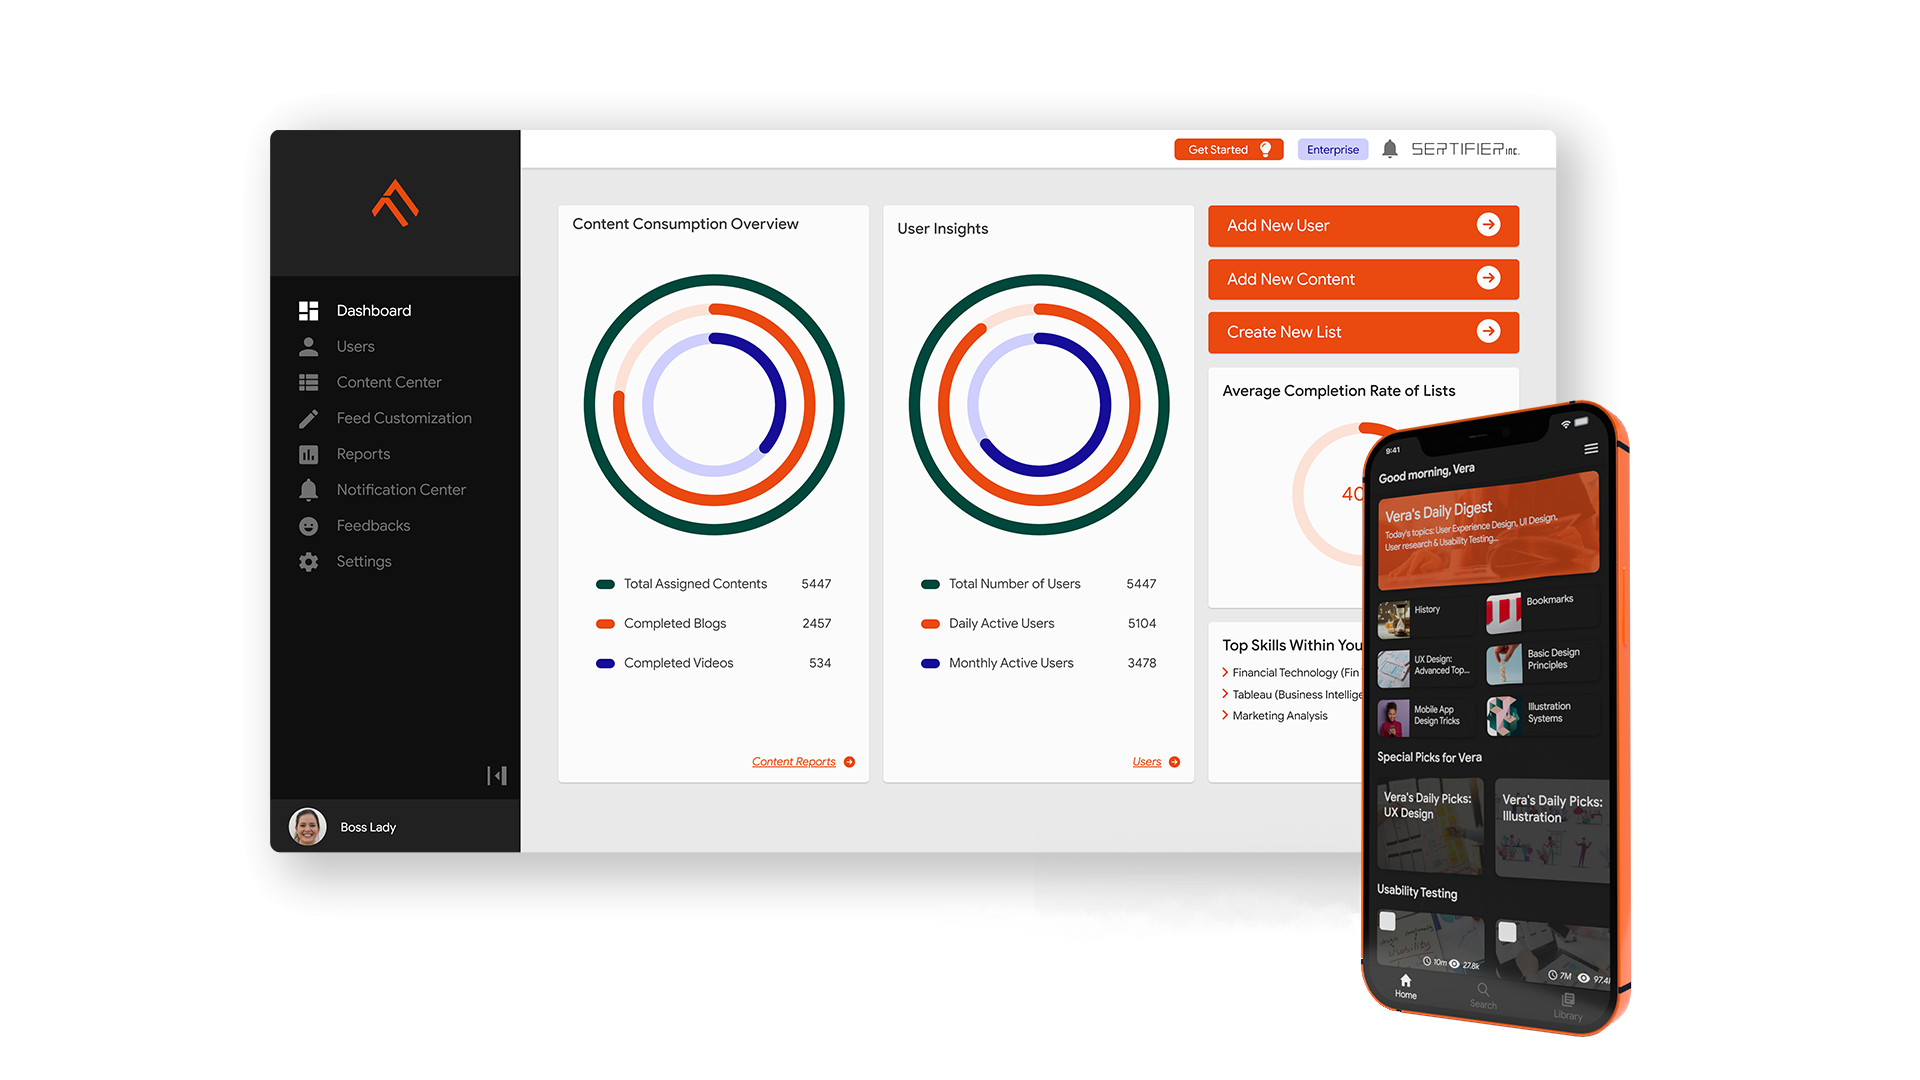 Get Started
Enterprise
SERTIFIER INC.
Dashboard
Users
Content Center
Feed Customization
Reports
Notification Center
Feedbacks
Settings
Boss Lady
Content Consumption Overview
Total Assigned Contents 5447
Completed Blogs 2457
Completed Videos 534
Content Reports
User Insights
Total Number of Users 5447
Daily Active Users 5104
Monthly Active Users 3478
Users
Add New User
Add New Content
Create New List
Average Completion Rate of Lists
40
Top Skills Within You
Financial Technology (Fin
Tableau (Business Intellige
Marketing Analysis
9:41
Good morning, Vera
Vera's Daily Digest
Today's topics: User Experience Design, UI Design,
User research & Usability Testing...
History
Bookmarks
UX Design:
Advanced Top...
Basic Design
Principles
Mobile App
Design Tricks
Illustration
Systems
Special Picks for Vera
Vera's Daily Picks:
UX Design
Vera's Daily Picks:
Illustration
Usability Testing
usability
10m 27.8k
7M 97.4
Home
Search
Library